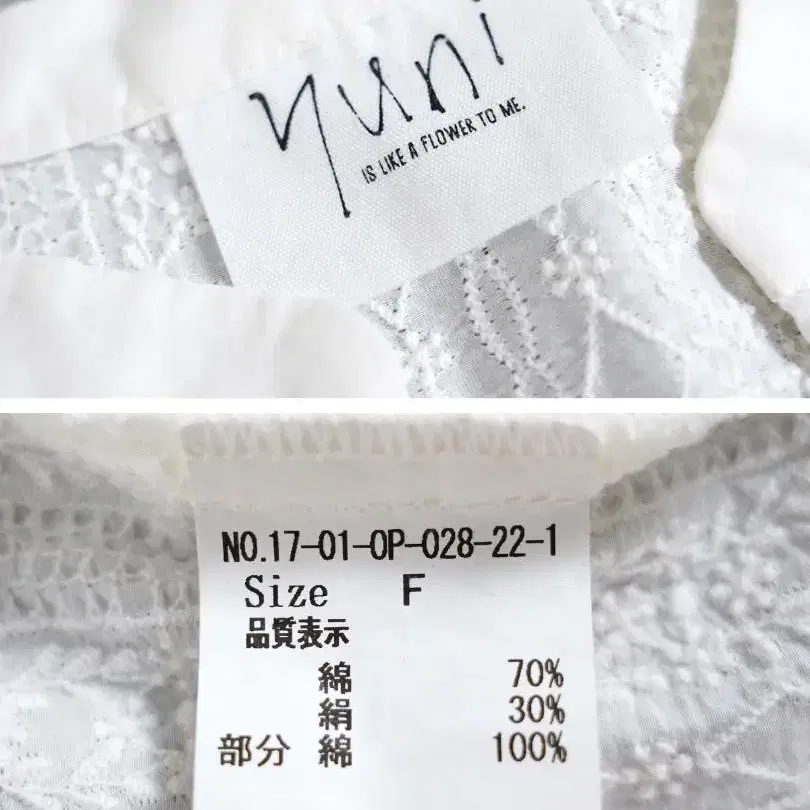 yuni
IS LIKE A FLOWER TO ME.
NO.17-01-OP-028-22-1
Size F
品質表示
綿 70%
絹 30%
部分 綿 100%